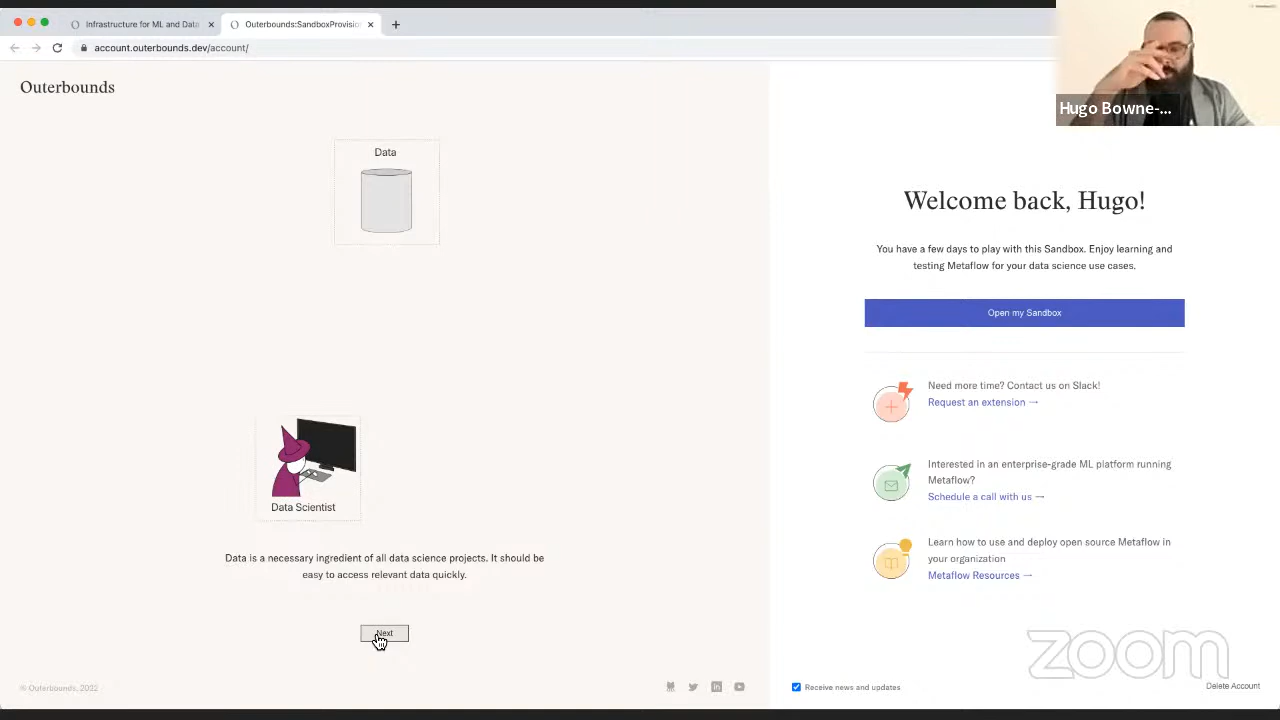 Infrastructure for ML and Data
Outerbounds:SandboxProvision
account.outerbounds.dev/account/
Hugo Bowne-...
Outerbounds
Data
Data Scientist
Data is a necessary ingredient of all data science projects. It should be
easy to access relevant data quickly.
Next
© Outerbounds, 2022
Welcome back, Hugo!
You have a few days to play with this Sandbox. Enjoy learning and
testing Metaflow for your data science use cases.
Open my Sandbox
Need more time? Contact us on Slack!
Request an extension →
Interested in an enterprise-grade ML platform running
Metaflow?
Schedule a call with us →
Learn how to use and deploy open source Metaflow in
your organization
Metaflow Resources →
zoom
Receive news and updates
Delete Account